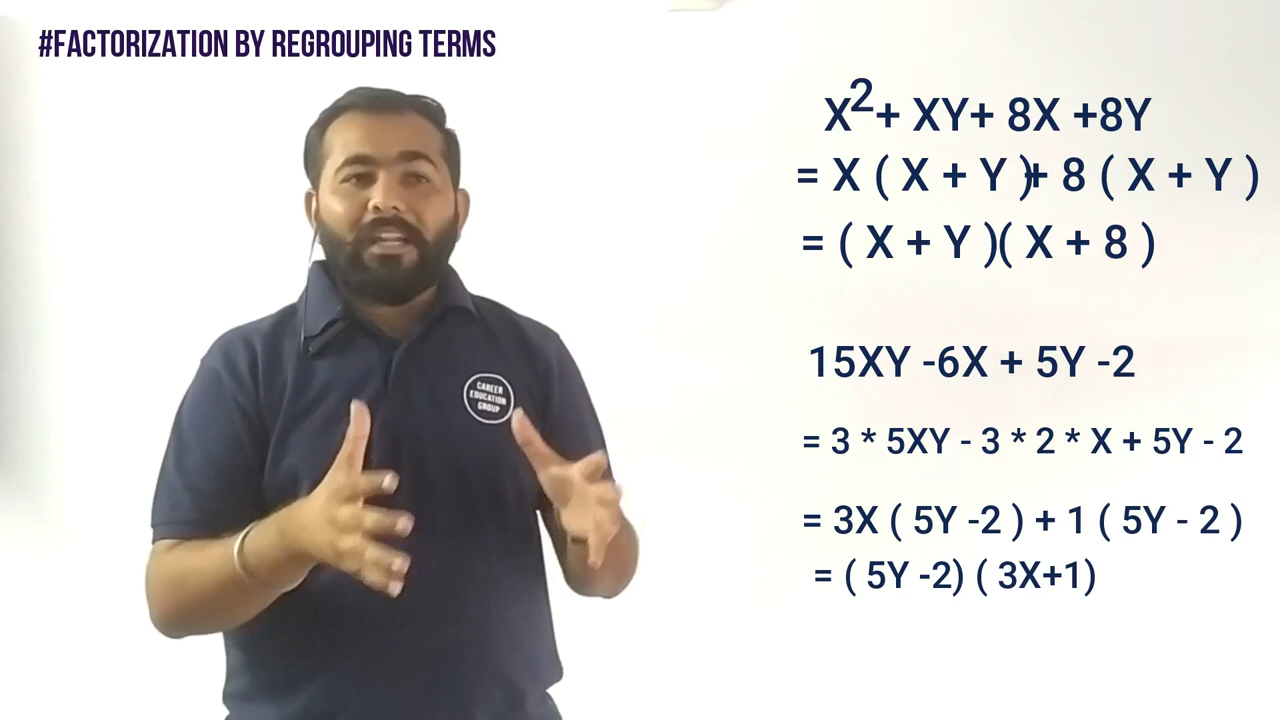 #FACTORIZATION BY REGROUPING TERMS
X²+ XY+ 8X +8Y
= X ( X + Y )+ 8 ( X + Y )
= ( X + Y )( X + 8 )
15XY -6X + 5Y -2
= 3 * 5XY - 3 * 2 * X + 5Y - 2
= 3X ( 5Y -2 ) + 1 ( 5Y - 2 )
= ( 5Y -2) ( 3X+1)
CAREER
EDUCATION
GROUP